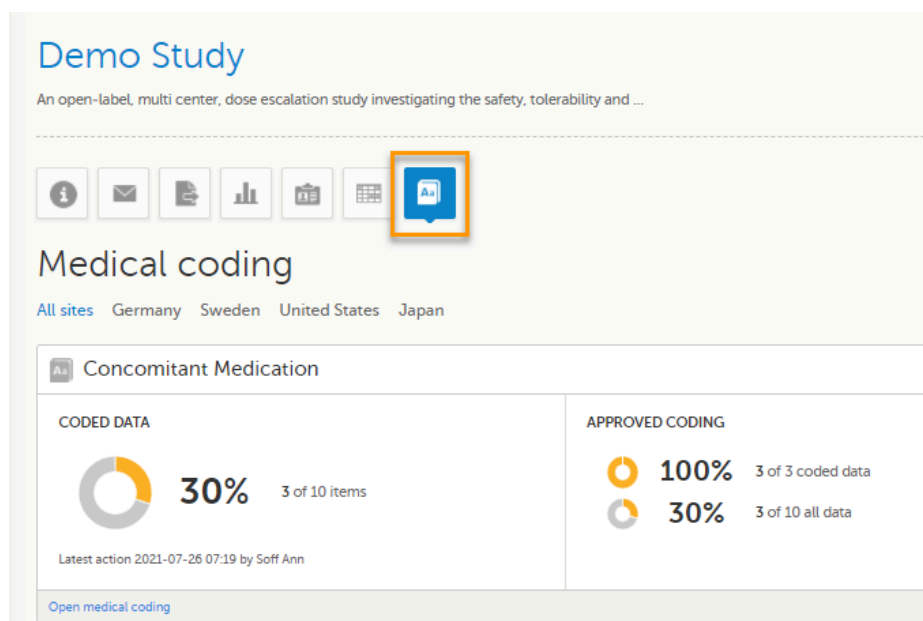 Demo Study
An open-label, multi center, dose escalation study investigating the safety, tolerability and ...
Aa
Medical coding
All sites Germany Sweden United States Japan
Aa Concomitant Medication
CODED DATA
30% 3 of 10 items
Latest action 2021-07-26 07:19 by Soff Ann
APPROVED CODING
100% 3 of 3 coded data
30% 3 of 10 all data
Open medical coding